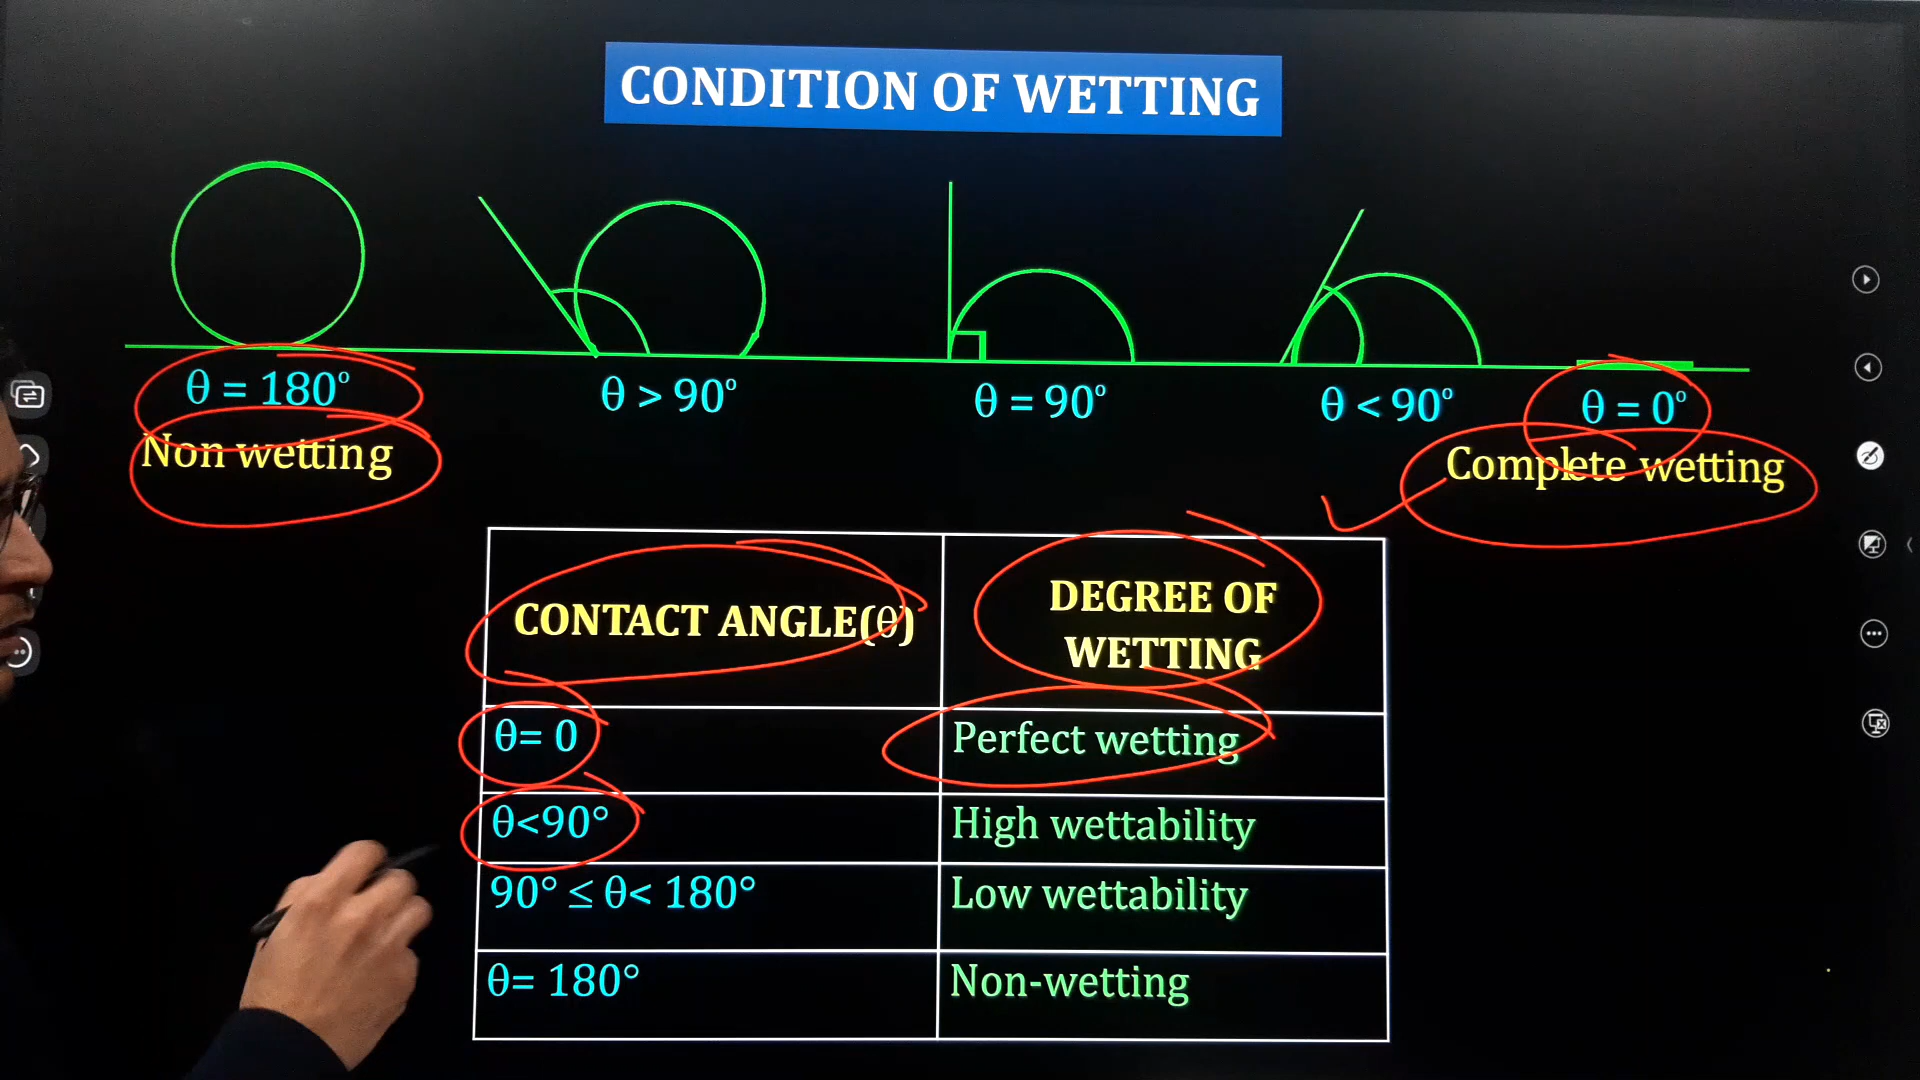 CONDITION OF WETTING
θ = 180°
θ > 90°
θ = 90°
θ < 90°
θ = 0°
Non wetting
Complete wetting
CONTACT ANGLE(θ)
DEGREE OF
WETTING
θ= 0
Perfect wetting
θ<90°
High wettability
90° ≤ θ< 180°
Low wettability
θ= 180°
Non-wetting